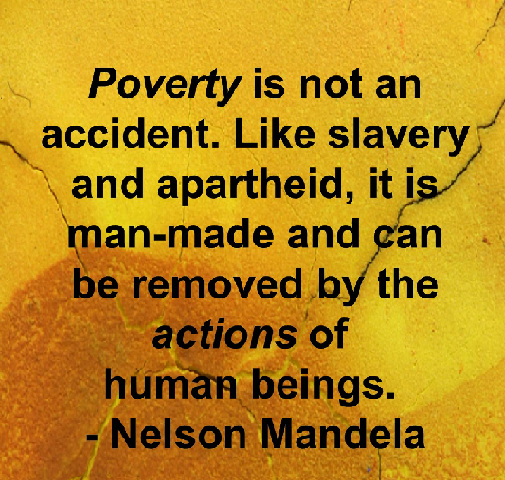 Poverty is not an
accident. Like slavery
and apartheid, it is
man-made and can
be removed by the
actions of
human beings.
- Nelson Mandela